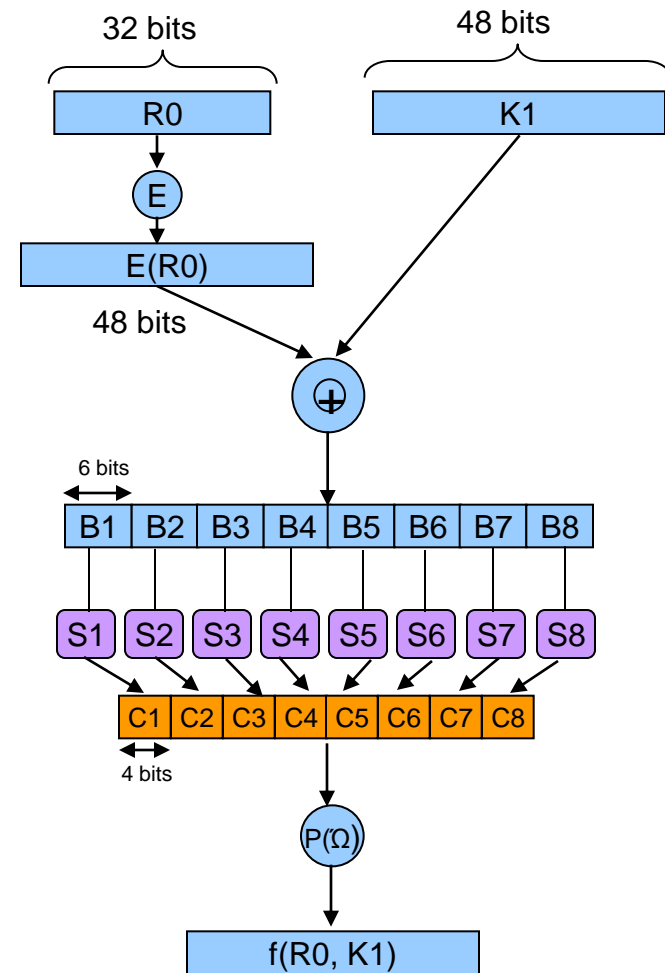 32 bits
48 bits
R0
K1
E
E(R0)
48 bits
+
6 bits
B1 B2 B3 B4 B5 B6 B7 B8
S1 S2 S3 S4 S5 S6 S7 S8
C1 C2 C3 C4 C5 C6 C7 C8
4 bits
P(Ώ)
f(R0, K1)